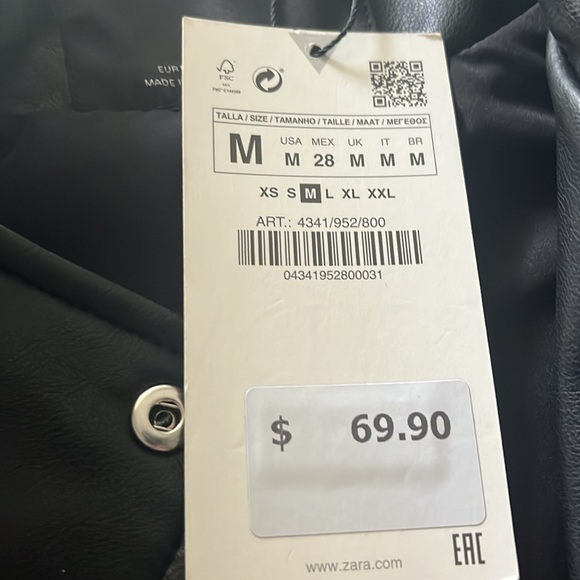 EUR
MADE I
FSC
TALLA / SIZE / TAMANHO / TAILLE / MAAT / ΜΕΓΕΘΟΣ
M
USA MEX UK IT BR
M 28 M M M
XS S M L XL XXL
ART.: 4341/952/800
04341952800031
$ 69.90
www.zara.com
EAC